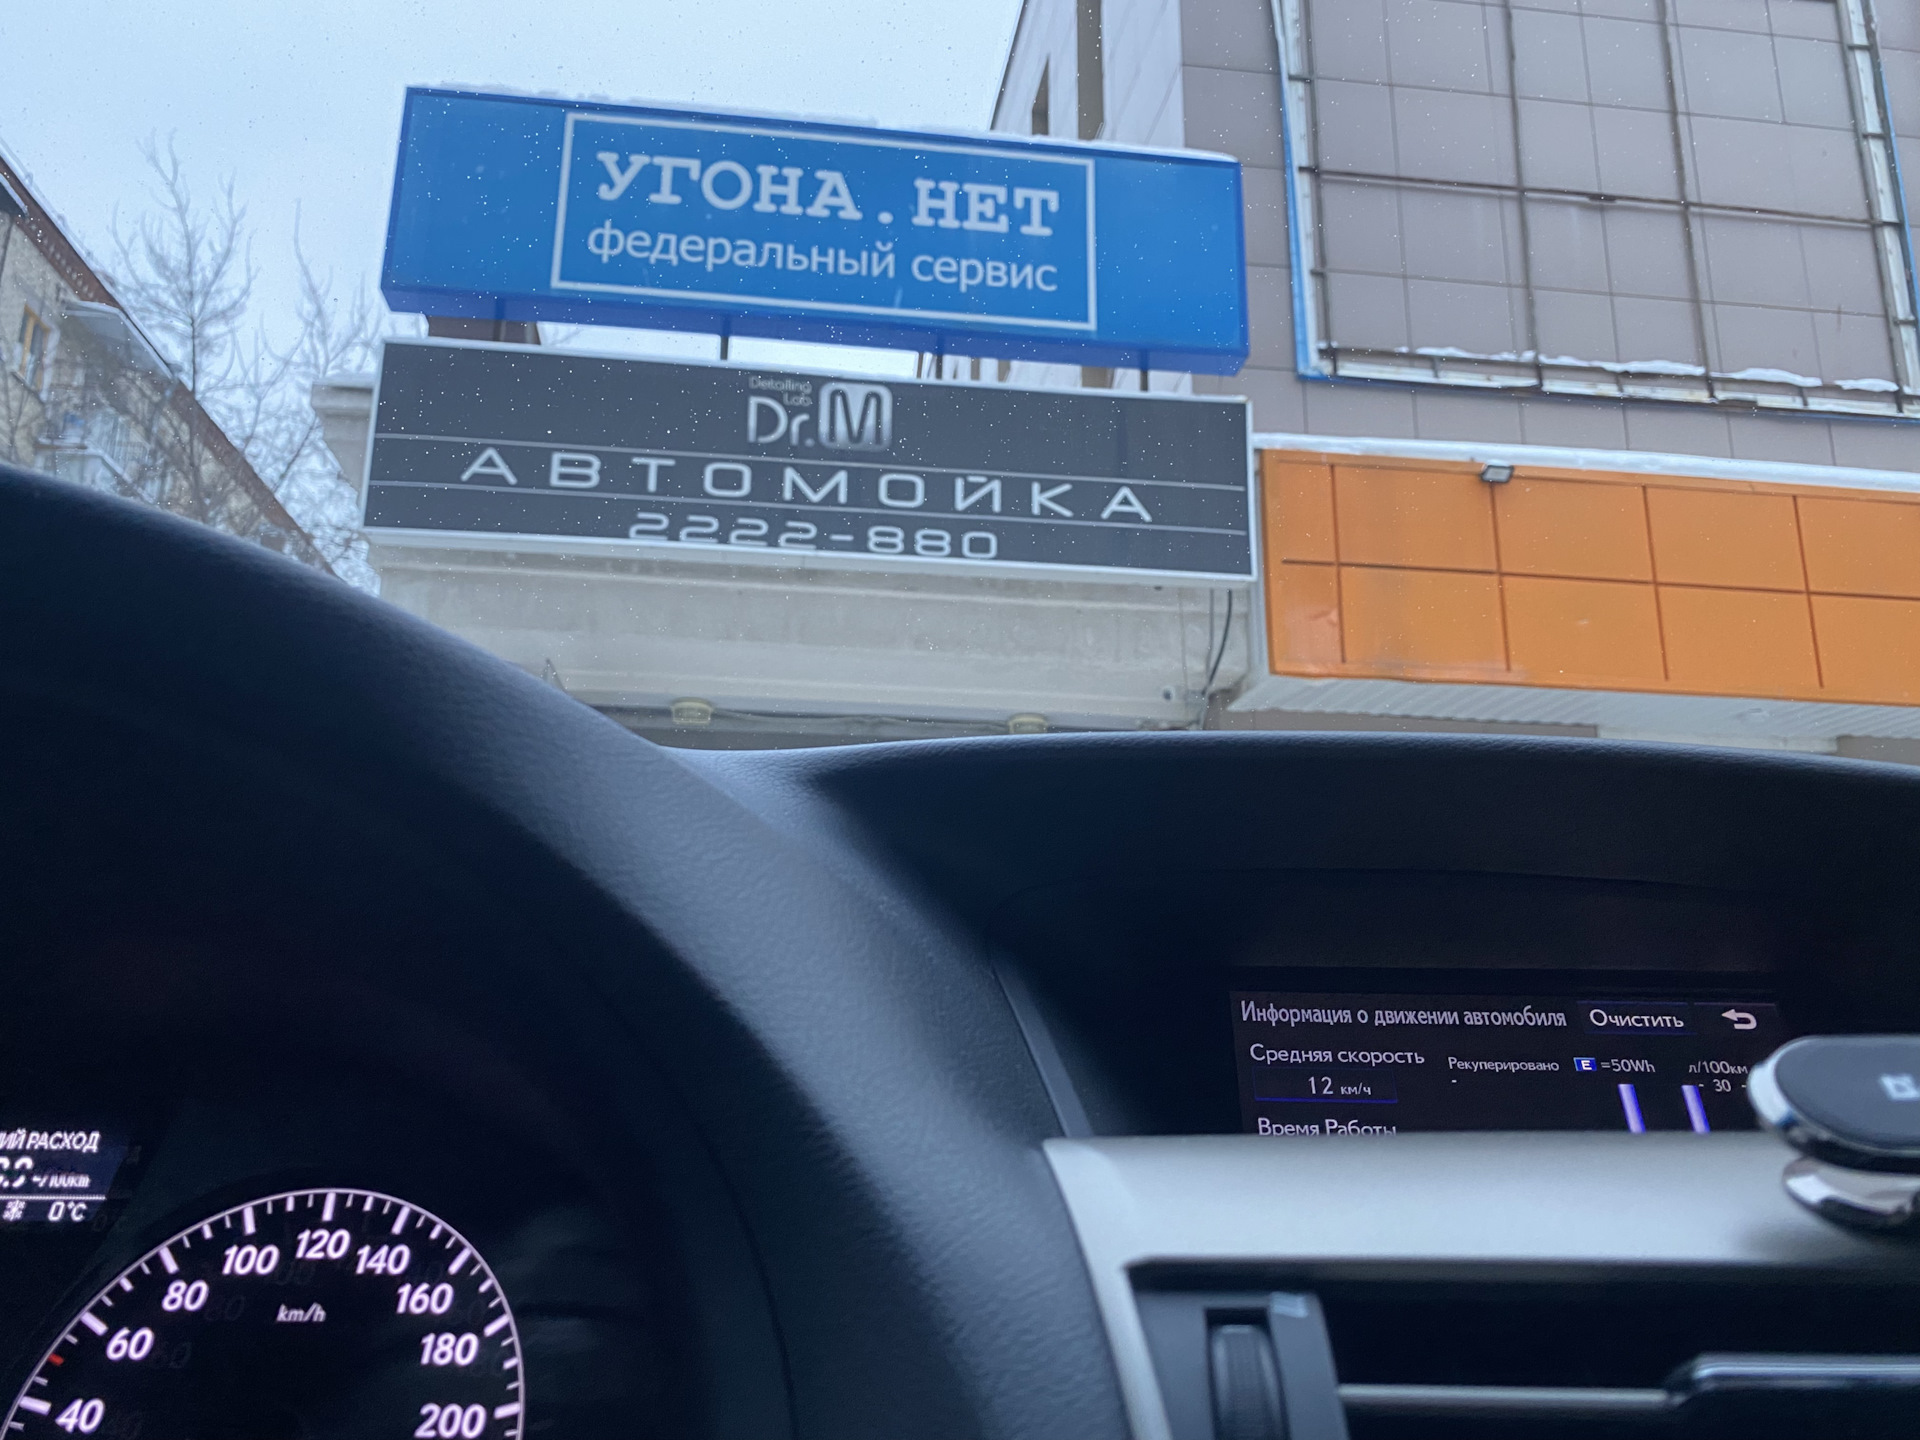 УГОНА.НЕТ
федеральный сервис
Detailing
Lab
Dr.M
АВТОМОЙКА
2222-880
Информация о движении автомобиля
Очистить
Средняя скорость
12 км/ч
Рекуперировано
-
E =50Wh
л/100км
30
Время Работы
РАСХОД
/100km
0°C
40
60
80
100
120
140
160
180
200
km/h